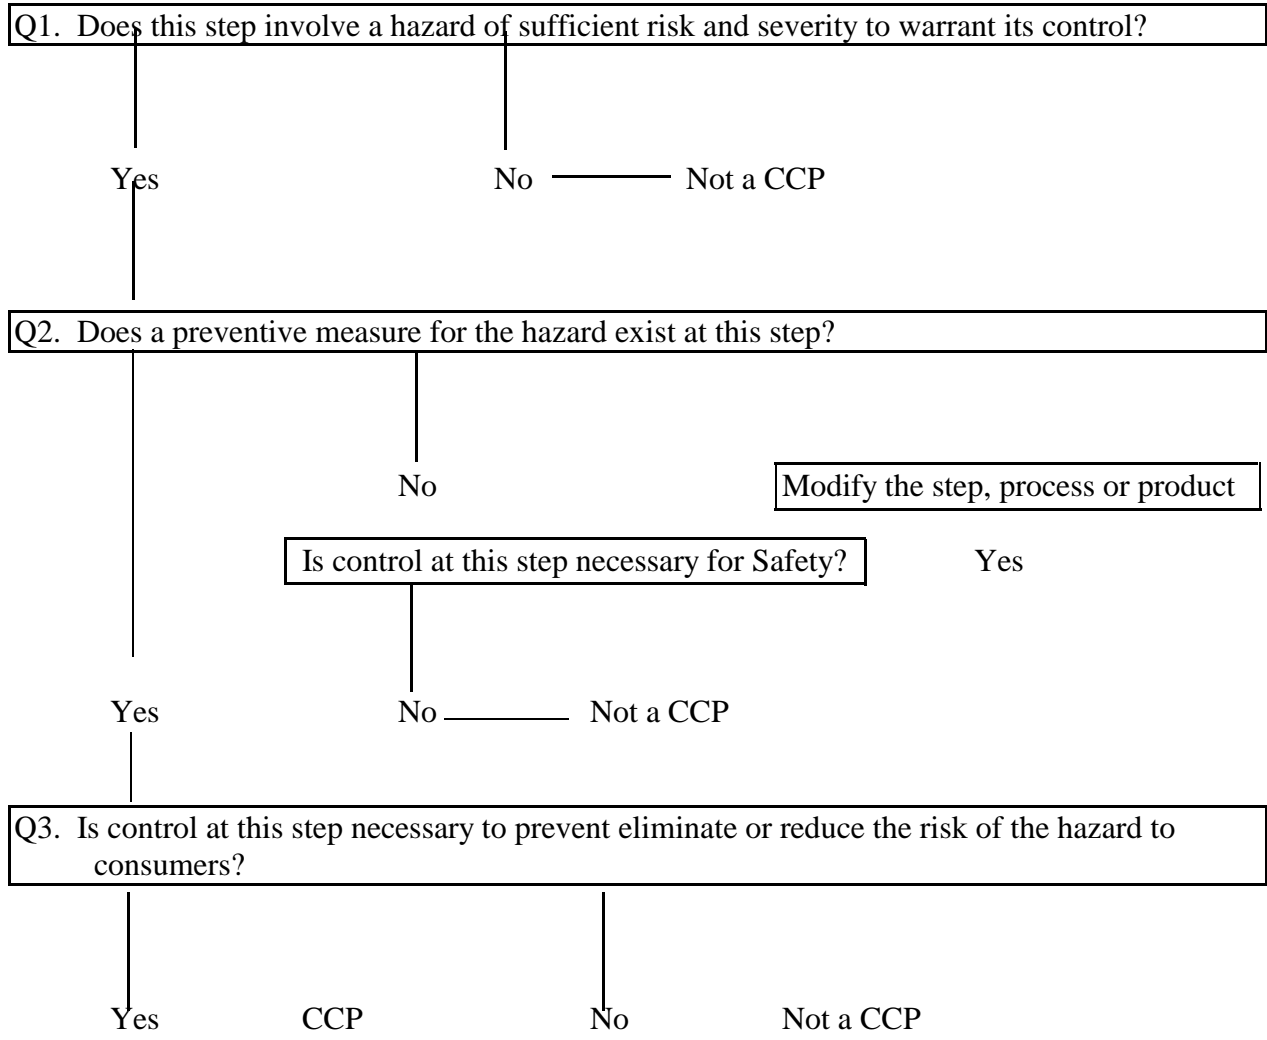 Q1. Does this step involve a hazard of sufficient risk and severity to warrant its control?
Yes No Not a CCP
Q2. Does a preventive measure for the hazard exist at this step?
No Modify the step, process or product
Is control at this step necessary for Safety? Yes
Yes No Not a CCP
Q3. Is control at this step necessary to prevent eliminate or reduce the risk of the hazard to
consumers?
Yes CCP No Not a CCP